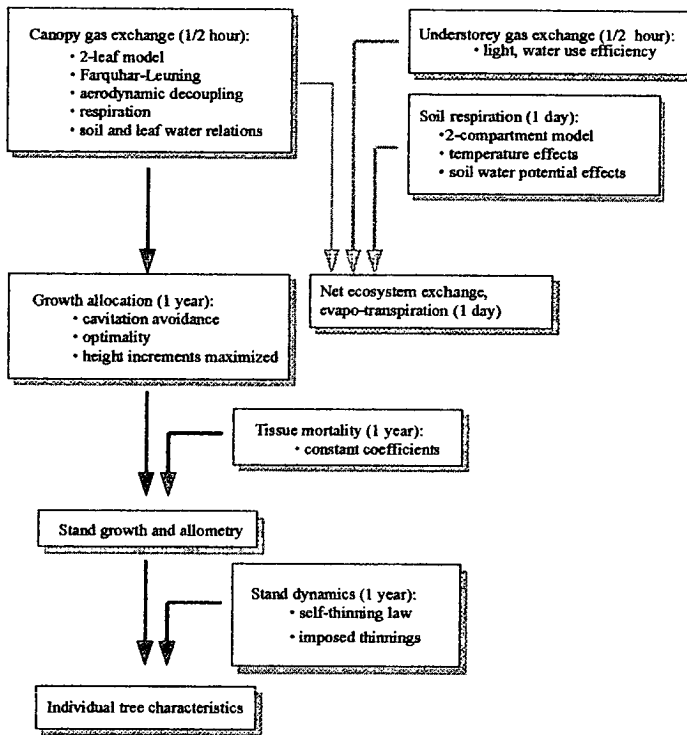 Canopy gas exchange (1/2 hour):
• 2-leaf model
• Farquhar-Leuning
• aerodynamic decoupling
• respiration
• soil and leaf water relations
Understorey gas exchange (1/2 hour):
• light, water use efficiency
Soil respiration (1 day):
•2-compartment model
• temperature effects
• soil water potential effects
Growth allocation (1 year):
• cavitation avoidance
• optimality
• height increments maximized
Net ecosystem exchange,
evapo-transpiration (1 day)
Tissue mortality (1 year):
• constant coefficients
Stand growth and allometry
Stand dynamics (1 year):
• self-thinning law
• imposed thinnings
Individual tree characteristics